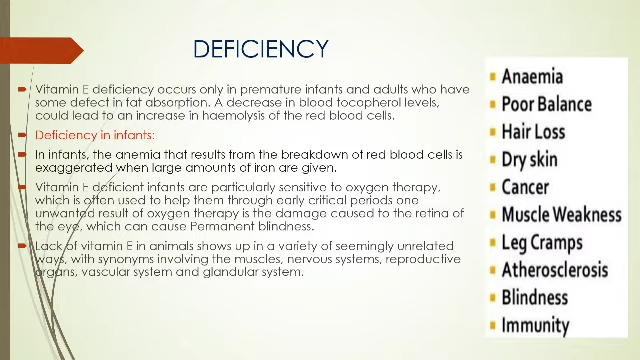 DEFICIENCY
Vitamin E deficiency occurs only in premature infants and adults who have
some defect in fat absorption. A decrease in blood tocopherol levels,
could lead to an increase in haemolysis of the red blood cells.
Deficiency in infants:
In infants, the anemia that results from the breakdown of red blood cells is
exaggerated when large amounts of iron are given.
Vitamin E deficient infants are particularly sensitive to oxygen therapy,
which is often used to help them through early critical periods one
unwanted result of oxygen therapy is the damage caused to the retina of
the eye, which can cause Permanent blindness.
Lack of vitamin E in animals shows up in a variety of seemingly unrelated
ways, with synonyms involving the muscles, nervous systems, reproductive
organs, vascular system and glandular system.
Anaemia
Poor Balance
Hair Loss
Dry skin
Cancer
Muscle Weakness
Leg Cramps
Atherosclerosis
Blindness
Immunity